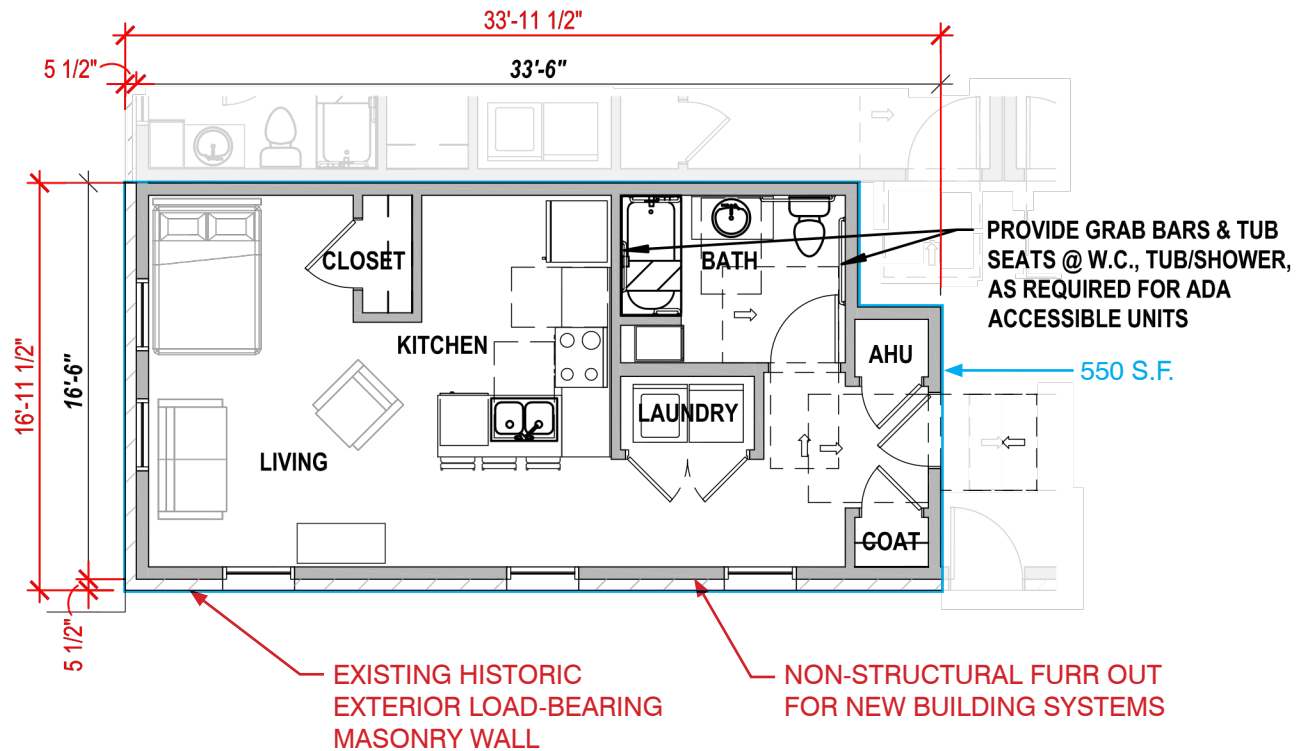 33'-11 1/2"
5 1/2"
33'-6"
PROVIDE GRAB BARS & TUB
SEATS @ W.C., TUB/SHOWER,
AS REQUIRED FOR ADA
ACCESSIBLE UNITS
CLOSET
BATH
KITCHEN
AHU
550 S.F.
16'-11 1/2"
16'-6"
LAUNDRY
LIVING
COAT
5 1/2"
EXISTING HISTORIC
EXTERIOR LOAD-BEARING
MASONRY WALL
NON-STRUCTURAL FURR OUT
FOR NEW BUILDING SYSTEMS